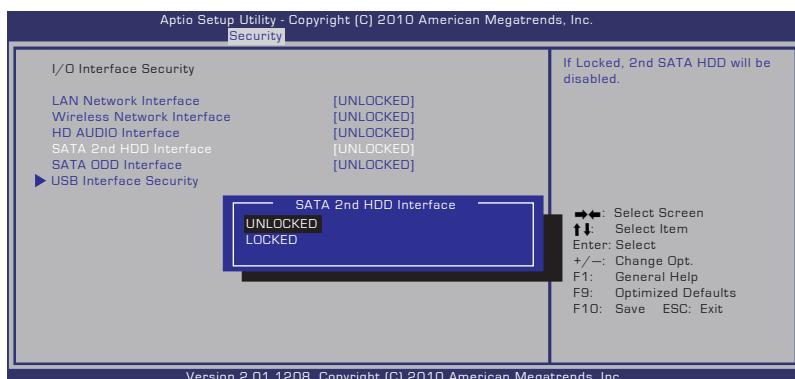 Aptio Setup Utility - Copyright (C) 2010 American Megatrends, Inc.
Security
I/O Interface Security
LAN Network Interface [UNLOCKED]
Wireless Network Interface [UNLOCKED]
HD AUDIO Interface [UNLOCKED]
SATA 2nd HDD Interface [UNLOCKED]
SATA ODD Interface [UNLOCKED]
USB Interface Security
SATA 2nd HDD Interface
UNLOCKED
LOCKED
If Locked, 2nd SATA HDD will be
disabled.
→←: Select Screen
↑↓: Select Item
Enter: Select
+/—: Change Opt.
F1: General Help
F9: Optimized Defaults
F10: Save ESC: Exit
Version 2.01.1208. Copyright (C) 2010 American Megatrends, Inc.